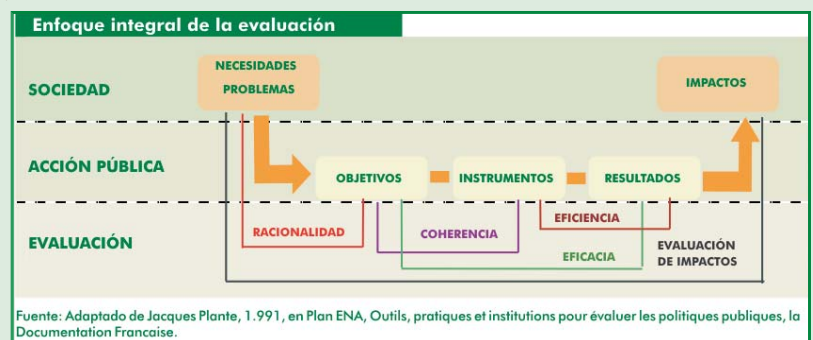 Enfoque integral de la evaluación
NECESIDADES
PROBLEMAS
SOCIEDAD
IMPACTOS
ACCIÓN PÚBLICA
OBJETIVOS
INSTRUMENTOS
RESULTADOS
EFICIENCIA
RACIONALIDAD
COHERENCIA
EVALUACIÓN
EFICACIA
EVALUACIÓN
DE IMPACTOS
Fuente: Adaptado de Jacques Plante, 1.991, en Plan ENA, Outils, pratiques et institutions pour évaluer les politiques publiques, la
Documentation Francaise.